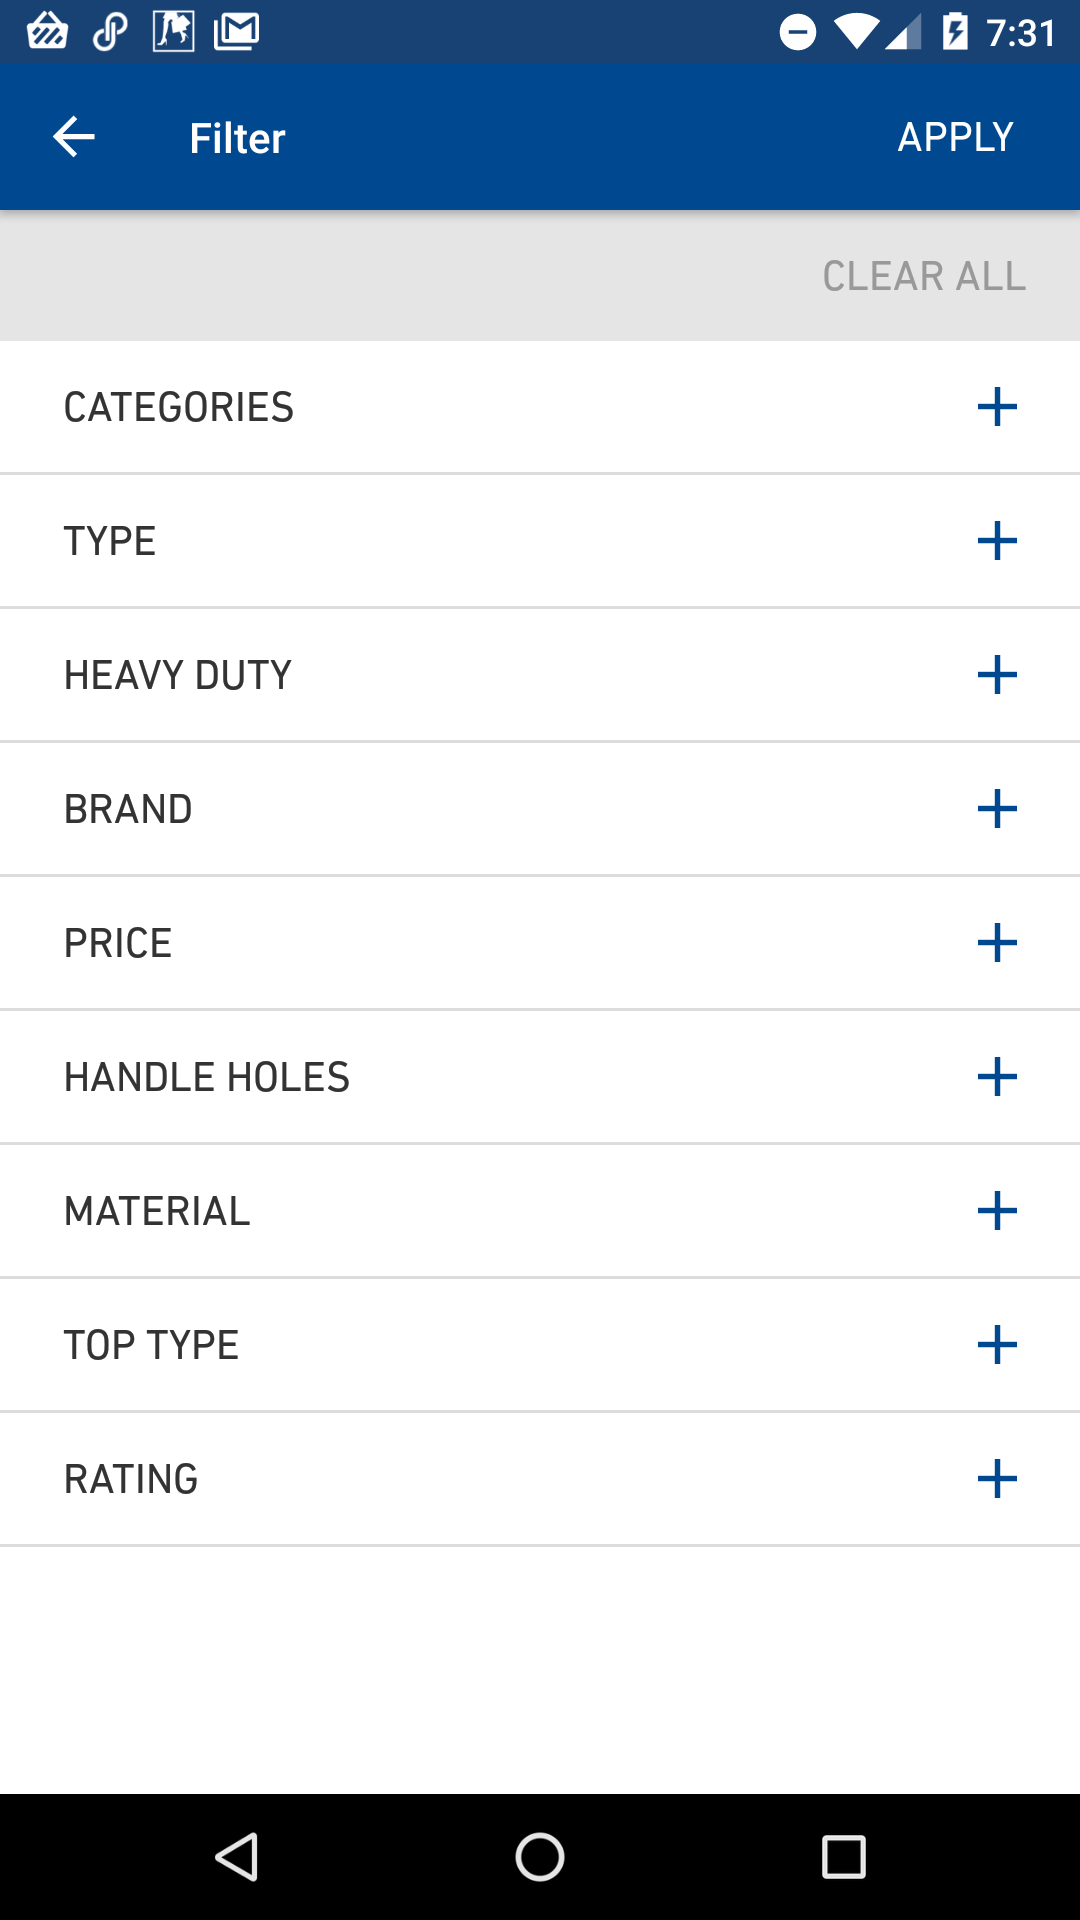 7:31
Filter
APPLY
CLEAR ALL
CATEGORIES
TYPE
HEAVY DUTY
BRAND
PRICE
HANDLE HOLES
MATERIAL
TOP TYPE
RATING